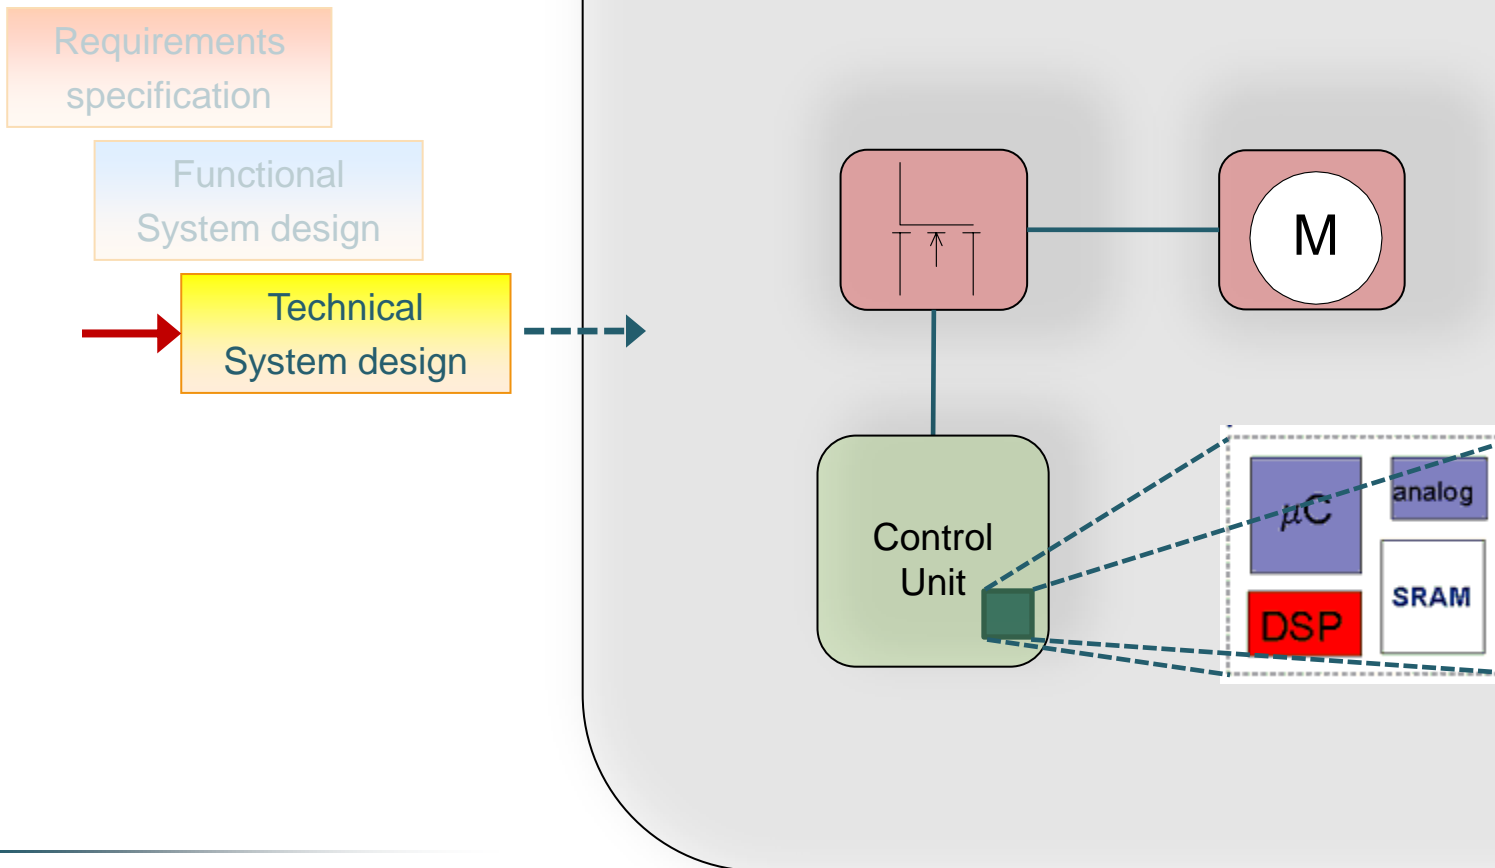 Requirements
specification
Functional
System design
Technical
System design
M
Control
Unit
μC
analog
DSP
SRAM